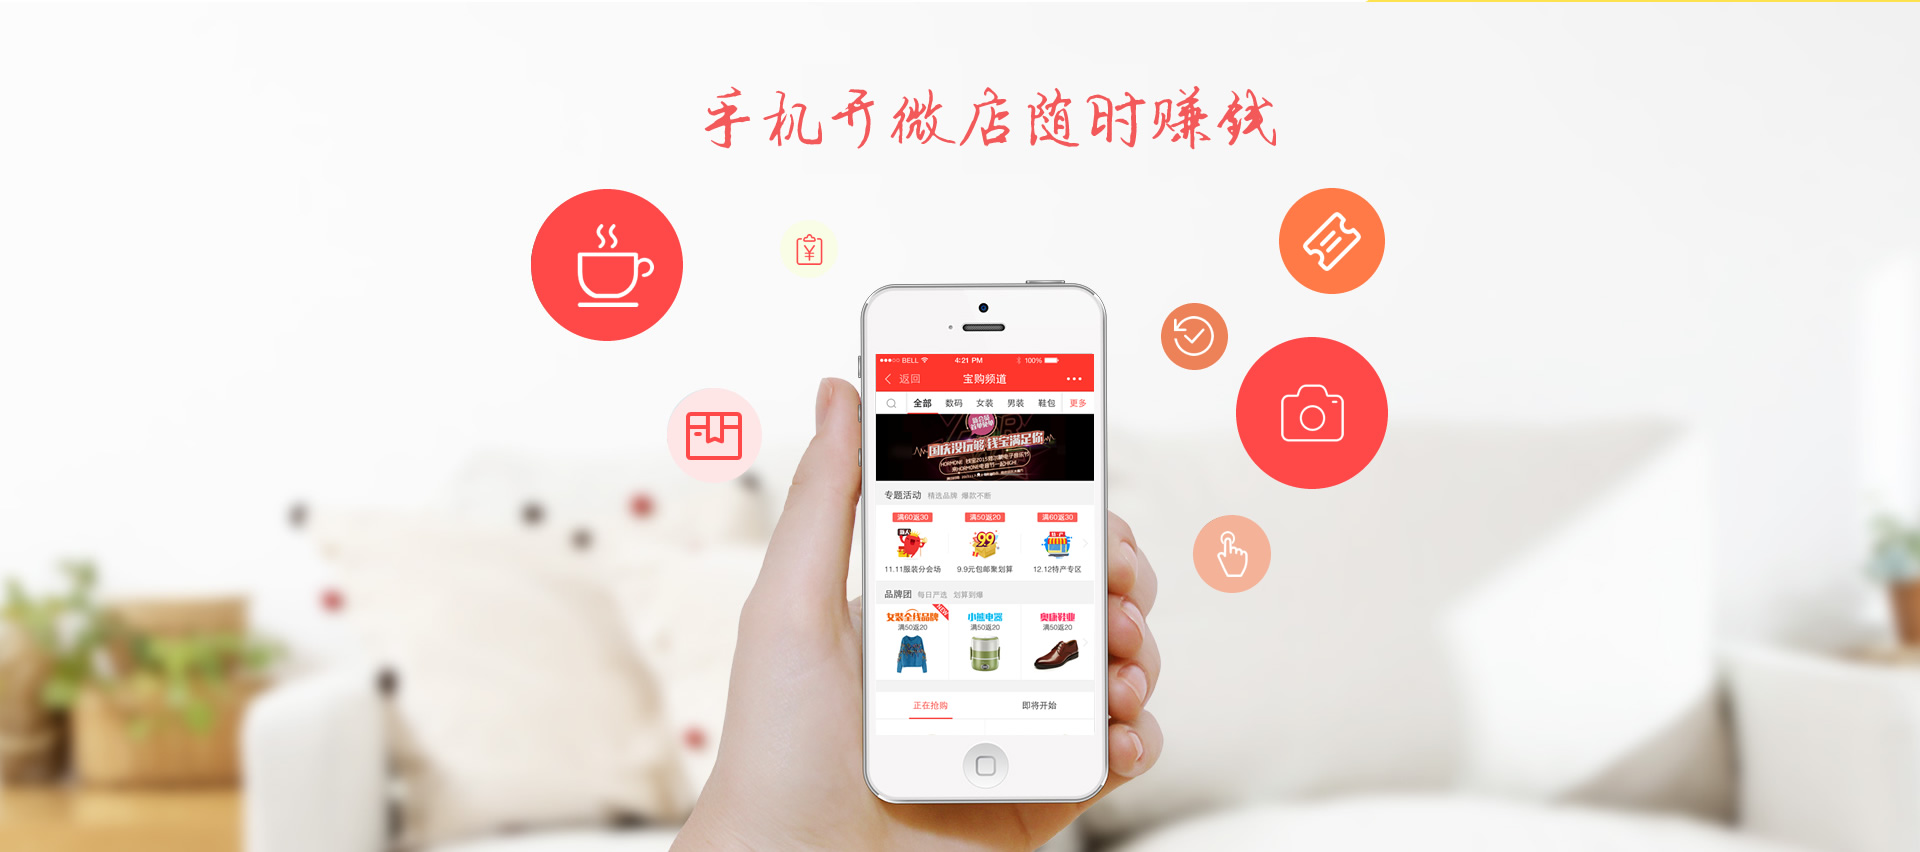 手机开微店随时赚钱
¥
BELL 4:21 PM 100%
返回 宝购频道
全部 数码 女装 男装 鞋包 更多
国庆没玩够 钱宝满足你
专题活动 精选品牌 爆款不断
满60返30 满50返20 满60返30
9.9
11.11服装分会场 9.9元包邮聚划算 12.12特产专区
品牌团 每日严选 划算到爆
女装全线品牌 小熊电器 奥康鞋业
满50返20 满50返20 满50返20
正在抢购 即将开始